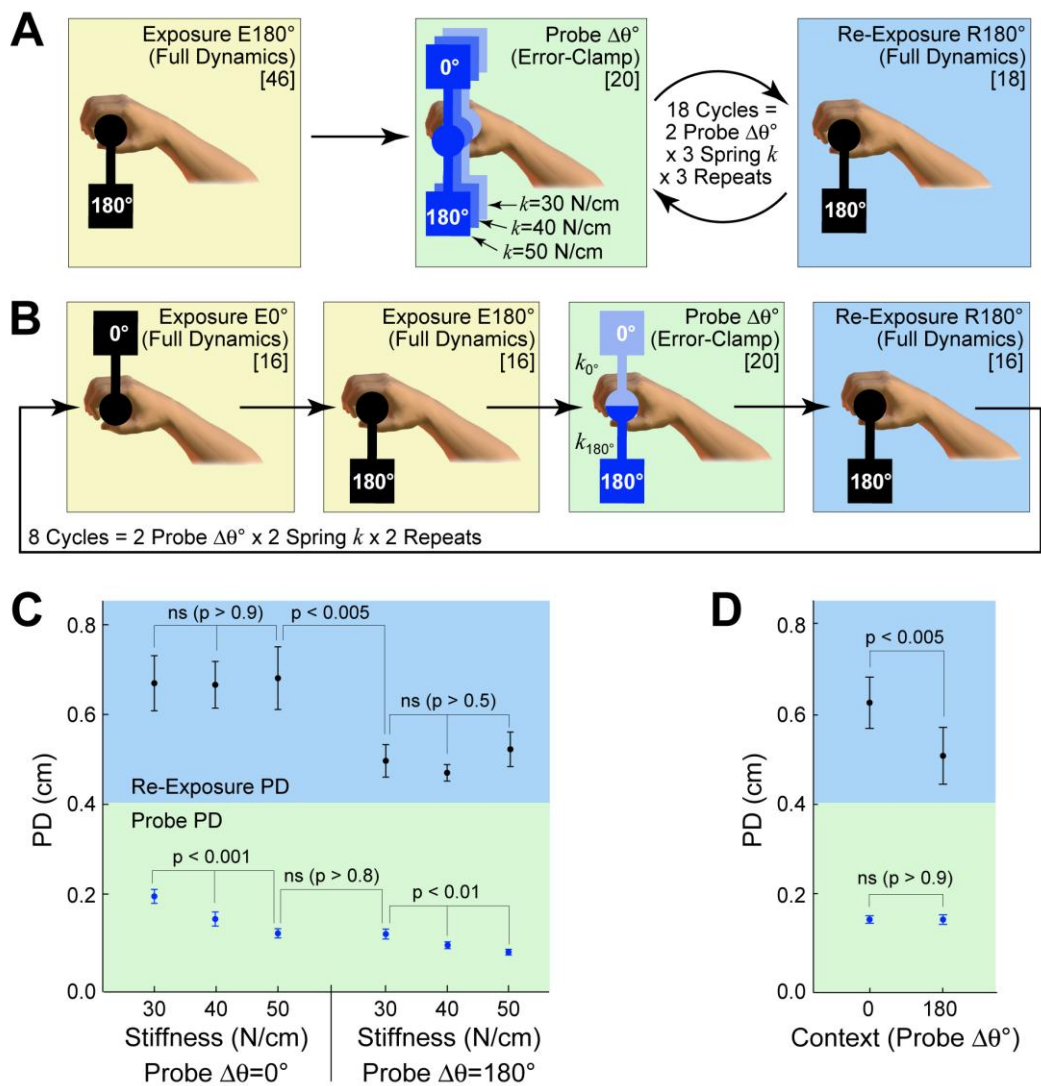 A
Exposure E180°
(Full Dynamics)
[46]
180°
Probe Δθ°
(Error-Clamp)
[20]
0°
180°
k=30 N/cm
k=40 N/cm
k=50 N/cm
18 Cycles =
2 Probe Δθ°
x 3 Spring k
x 3 Repeats
Re-Exposure R180°
(Full Dynamics)
[18]
180°
B
Exposure E0°
(Full Dynamics)
[16]
0°
Exposure E180°
(Full Dynamics)
[16]
180°
Probe Δθ°
(Error-Clamp)
[20]
0°
k0°
k180°
180°
Re-Exposure R180°
(Full Dynamics)
[16]
180°
8 Cycles = 2 Probe Δθ° x 2 Spring k x 2 Repeats
C
PD (cm)
0.8
0.6
0.4
0.2
0.0
ns (p > 0.9)
p < 0.005
ns (p > 0.5)
Re-Exposure PD
Probe PD
p < 0.001
ns (p > 0.8)
p < 0.01
30 40 50 30 40 50
Stiffness (N/cm) Stiffness (N/cm)
Probe Δθ=0° Probe Δθ=180°
D
PD (cm)
0.8
0.6
0.4
0.2
0.0
p < 0.005
ns (p > 0.9)
0 180
Context (Probe Δθ°)